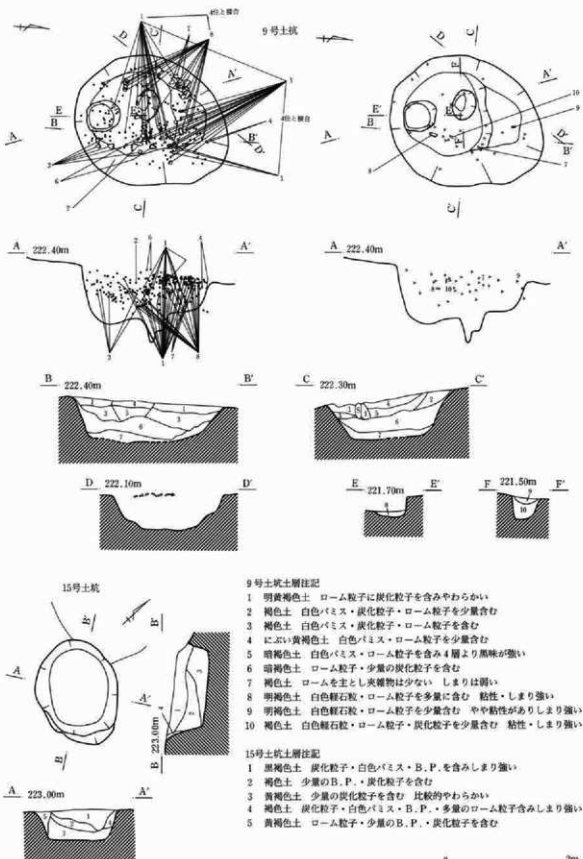 9号土坑
4住と接合
4住と接合
A 222.40m A'
A 222.40m A'
B 222.40m B'
C 222.30m C'
D 222.10m D'
E 221.70m E'
F 221.50m F'
15号土坑
B 223.00m B'
A 223.00m A'
9号土坑土層注記
1 明黄褐色土 ローム粒子に炭化粒子を含みやわらかい
2 褐色土 白色パミス・炭化粒子・ローム粒子を少量含む
3 褐色土 白色パミス・炭化粒子・ローム粒子を含む
4 にぶい黄褐色土 白色パミス・ローム粒子を少量含む
5 暗褐色土 白色パミス・ローム粒子を含み4層より黒味が強い
6 暗褐色土 ローム粒子・少量の炭化粒子を含む
7 褐色土 ロームを主とし夾雑物は少ない しまりは弱い
8 明褐色土 白色軽石粒・ローム粒子を多量に含む 粘性・しまり強い
9 明褐色土 白色軽石粒・ローム粒子を少量含む やや粘性がありしまり強い
10 褐色土 白色軽石粒・ローム粒子・炭化粒子を少量含む 粘性・しまり強い
15号土坑土層注記
1 黒褐色土 炭化粒子・白色パミス・B.P.を含みしまり強い
2 褐色土 少量のB.P.・炭化粒子を含む
3 黄褐色土 少量の炭化粒子を含む 比較的やわらかい
4 褐色土 炭化粒子・白色パミス・B.P.・多量のローム粒子含みしまり強い
5 黄褐色土 ローム粒子・少量のB.P.・炭化粒子を含む